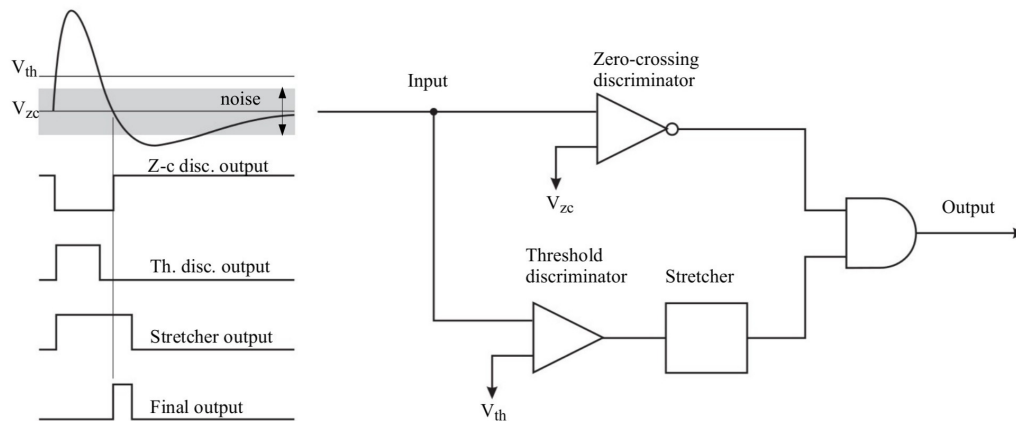 V_th
V_zc
noise
Z-c disc. output
Th. disc. output
Stretcher output
Final output
Input
Zero-crossing
discriminator
V_zc
Threshold
discriminator
Stretcher
V_th
Output